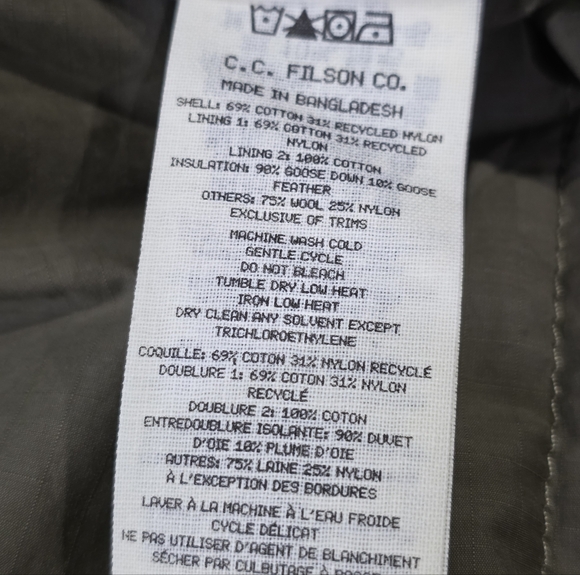 C.C. FILSON CO.
MADE IN BANGLADESH
SHELL: 69% COTTON 31% RECYCLED NYLON
LINING 1: 69% COTTON 31% RECYCLED
NYLON
LINING 2: 100% COTTON
INSULATION: 90% GOOSE DOWN 10% GOOSE
FEATHER
OTHERS: 75% WOOL 25% NYLON
EXCLUSIVE OF TRIMS
MACHINE WASH COLD
GENTLE CYCLE
DO NOT BLEACH
TUMBLE DRY LOW HEAT
IRON LOW HEAT
DRY CLEAN ANY SOLVENT EXCEPT
TRICHLOROETHYLENE
COQUILLE: 69% COTON 31% NYLON RECYCLÉ
DOUBLURE 1: 69% COTON 31% NYLON
RECYCLÉ
DOUBLURE 2: 100% COTON
ENTREDOUBLURE ISOLANTE: 90% DUVET
D'OIE 10% PLUME D'OIE
AUTRES: 75% LAINE 25% NYLON
À L'EXCEPTION DES BORDURES
LAVER À LA MACHINE À L'EAU FROIDE
CYCLE DÉLICAT
NE PAS UTILISER D'AGENT DE BLANCHIMENT
SÉCHER PAR CULBUTAGE À